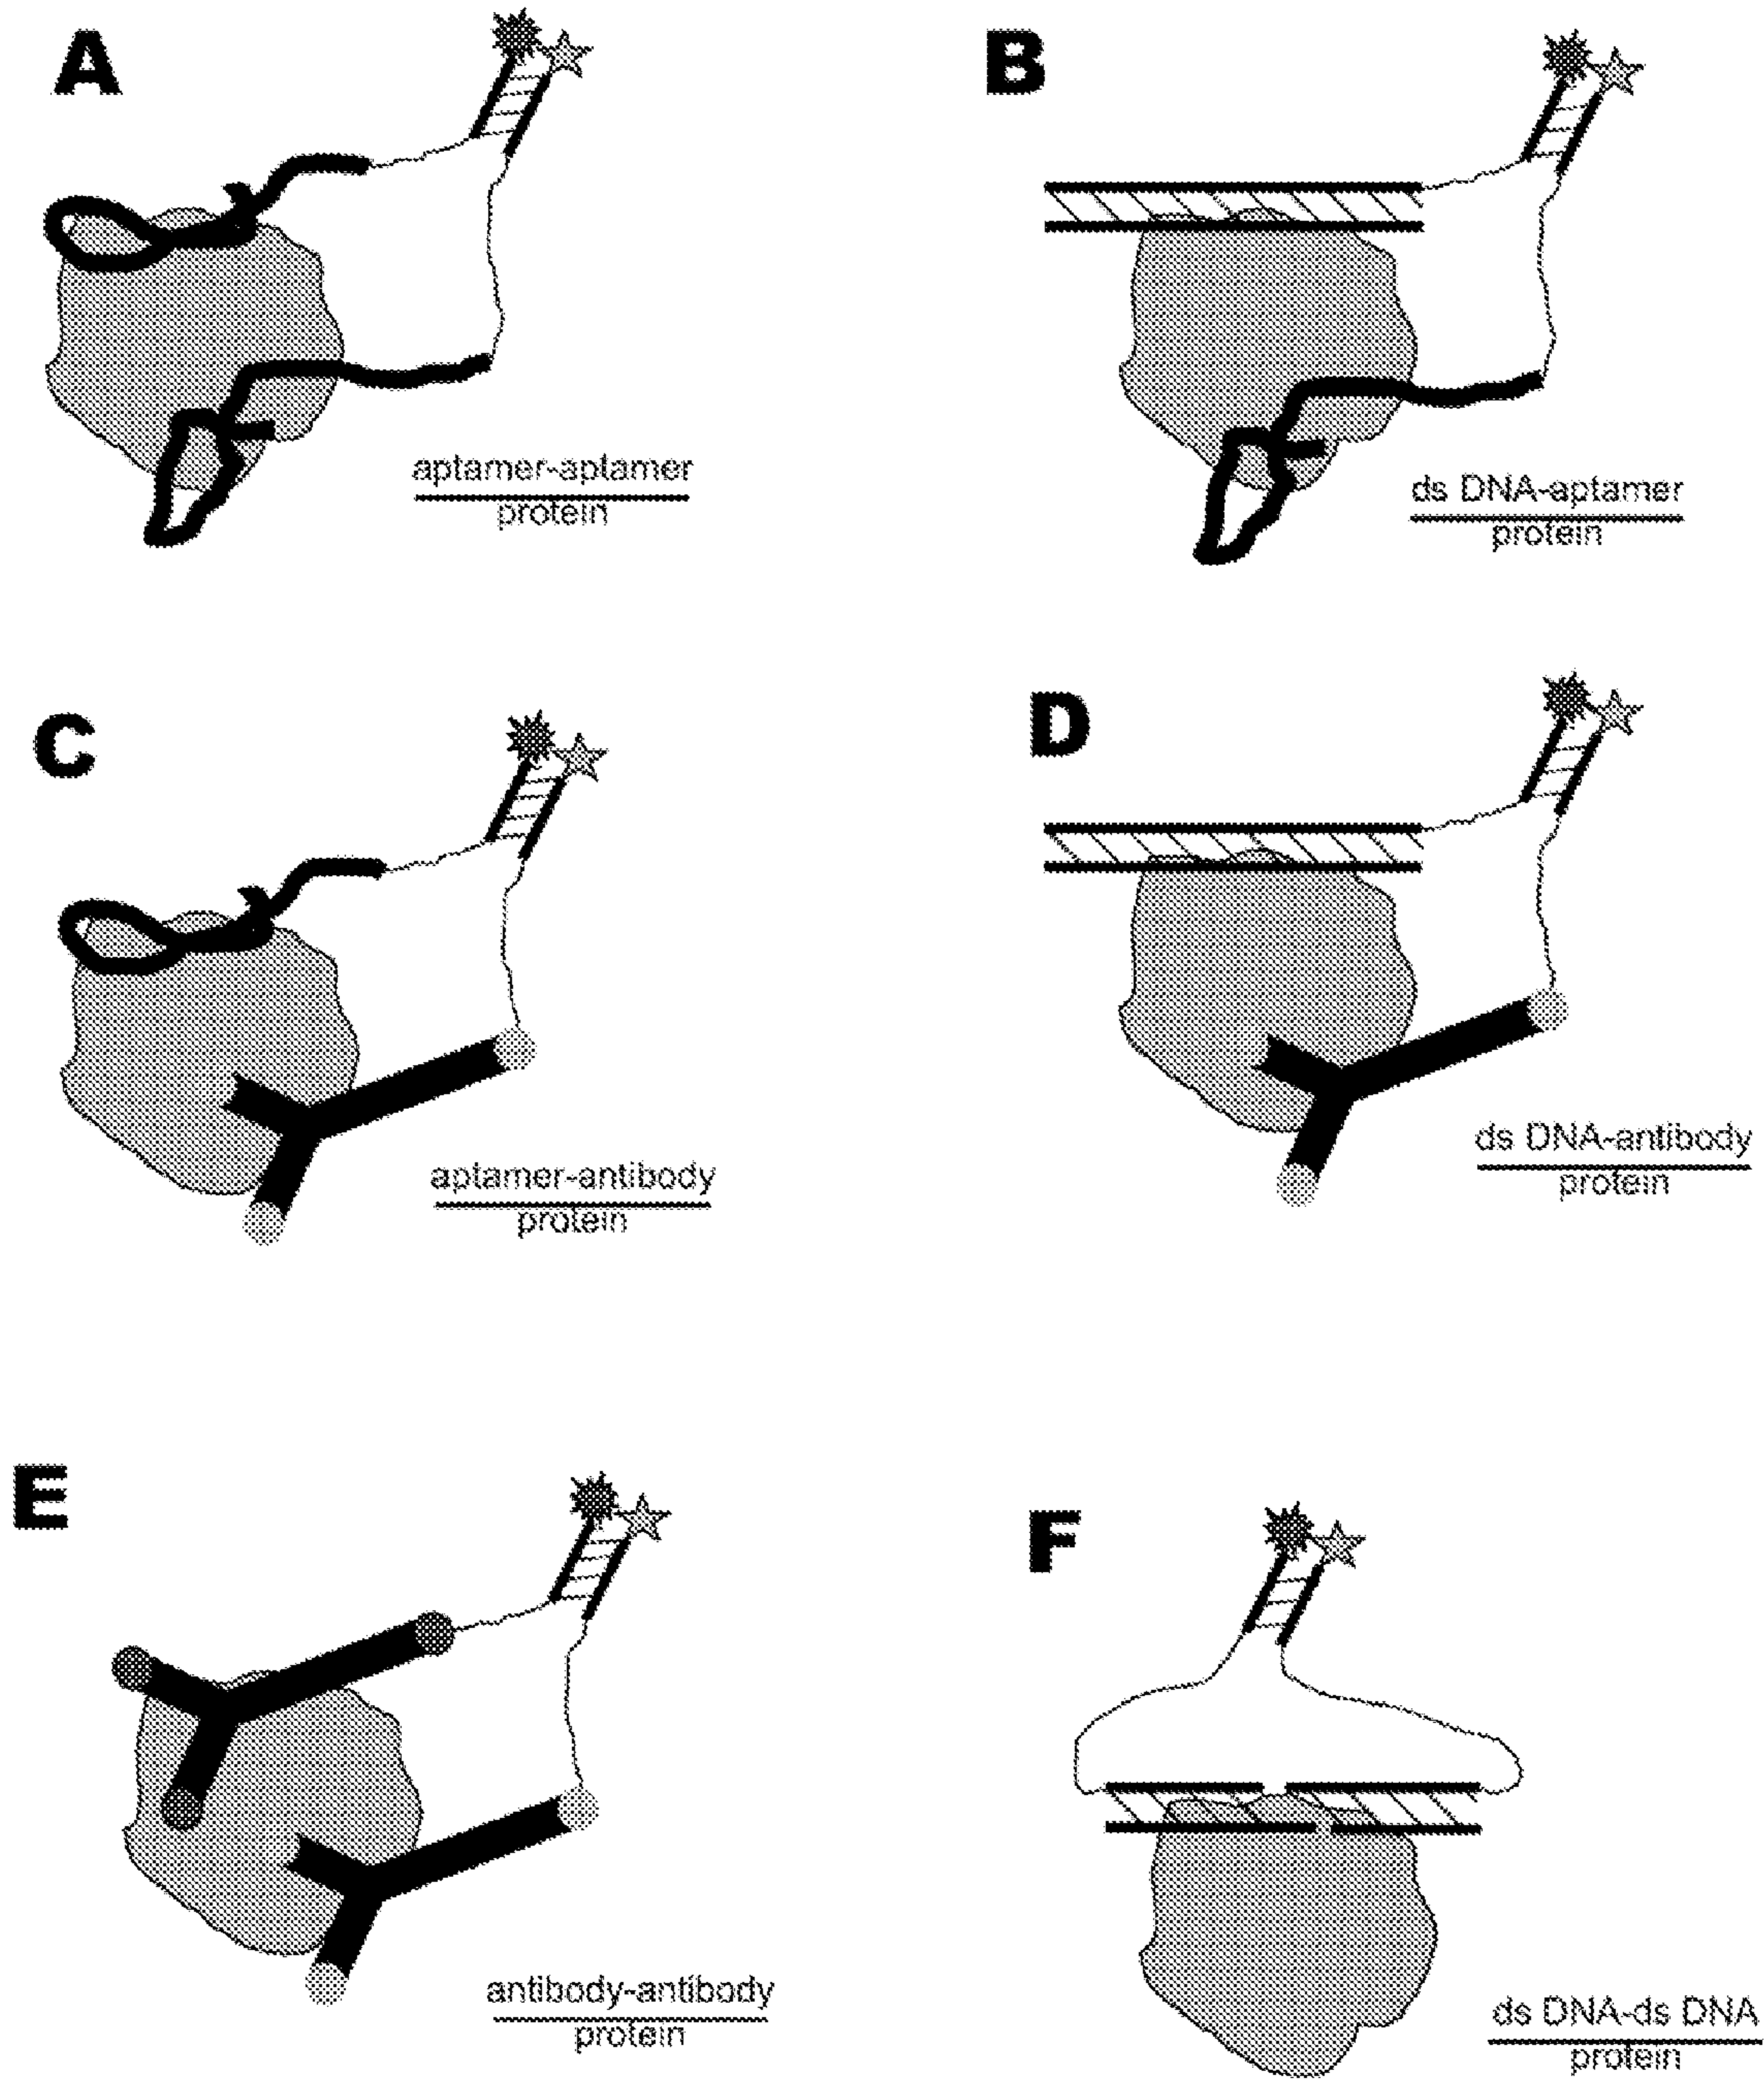 A
B
aptamer-aptamer
protein
ds DNA-aptamer
protein
C
D
aptamer-antibody
protein
ds DNA-antibody
protein
E
F
antibody-antibody
protein
ds DNA-ds DNA
protein